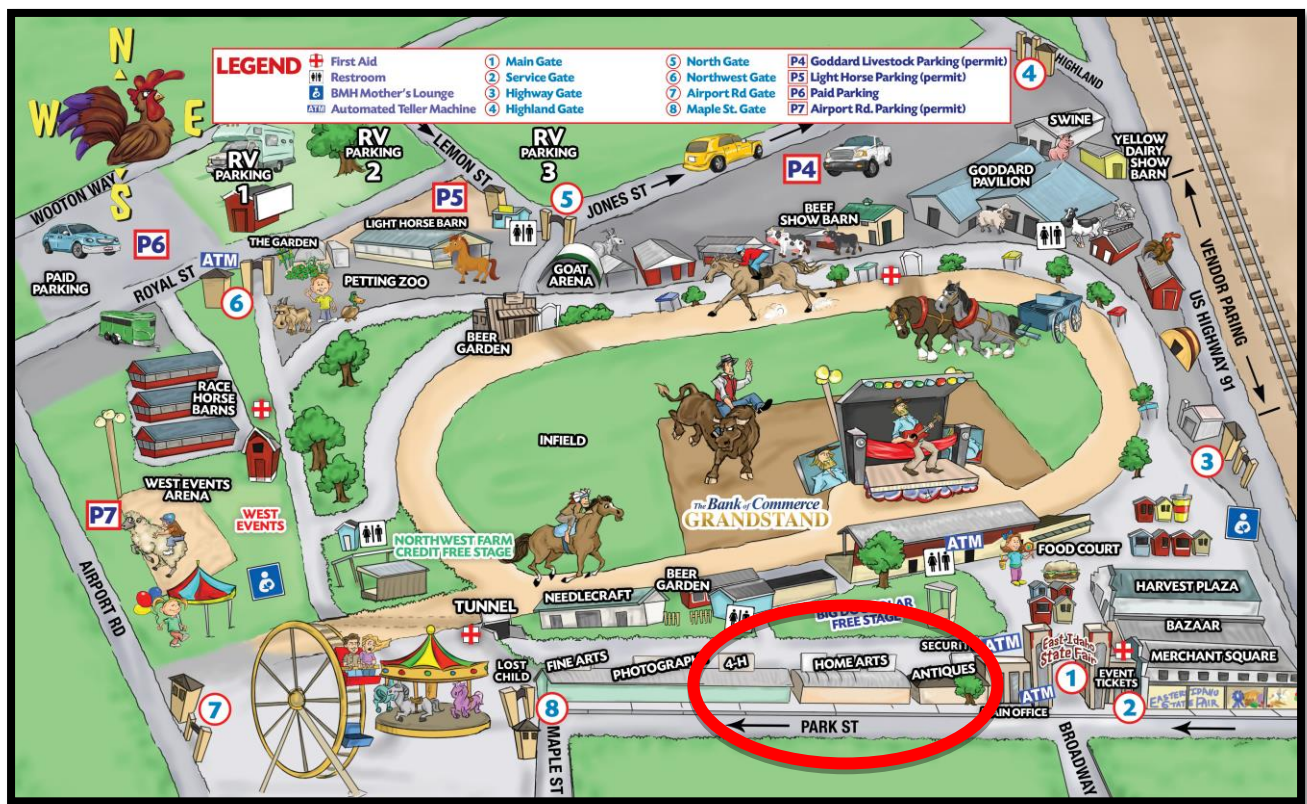 N
W
E
S
LEGEND
First Aid
Restroom
BMH Mother's Lounge
ATM Automated Teller Machine
1 Main Gate
2 Service Gate
3 Highway Gate
4 Highland Gate
5 North Gate
6 Northwest Gate
7 Airport Rd Gate
8 Maple St. Gate
P4 Goddard Livestock Parking (permit)
P5 Light Horse Parking (permit)
P6 Paid Parking
P7 Airport Rd. Parking (permit)
4
HIGHLAND
SWINE
YELLOW
DAIRY
SHOW
BARN
GODDARD
PAVILION
RV
PARKING
1
RV
PARKING
2
RV
PARKING
3
LEMON ST
WOOTON WAY
P4
P5
5
JONES ST
BEEF
SHOW BARN
LIGHT HORSE BARN
THE GARDEN
P6
ATM
PAID
PARKING
ROYAL ST
6
PETTING ZOO
GOAT
ARENA
VENDOR PARING
US HIGHWAY 91
BEER
GARDEN
RACE
HORSE
BARNS
INFIELD
3
WEST EVENTS
ARENA
P7
WEST
EVENTS
The Bank of Commerce
GRANDSTAND
NORTHWEST FARM
CREDIT FREE STAGE
ATM
FOOD COURT
AIRPORT RD
BEER
GARDEN
HARVEST PLAZA
NEEDLECRAFT
TUNNEL
FREE STAGE
BAZAAR
SECURITY
ATM
East Idaho
State Fair
MERCHANT SQUARE
LOST
CHILD
FINE ARTS
4-H
HOME ARTS
ANTIQUES
1
EVENT
TICKETS
7
8
ATM
2
EASTERN IDAHO
STATE FAIR
OFFICE
PARK ST
MAPLE ST
BROADWAY